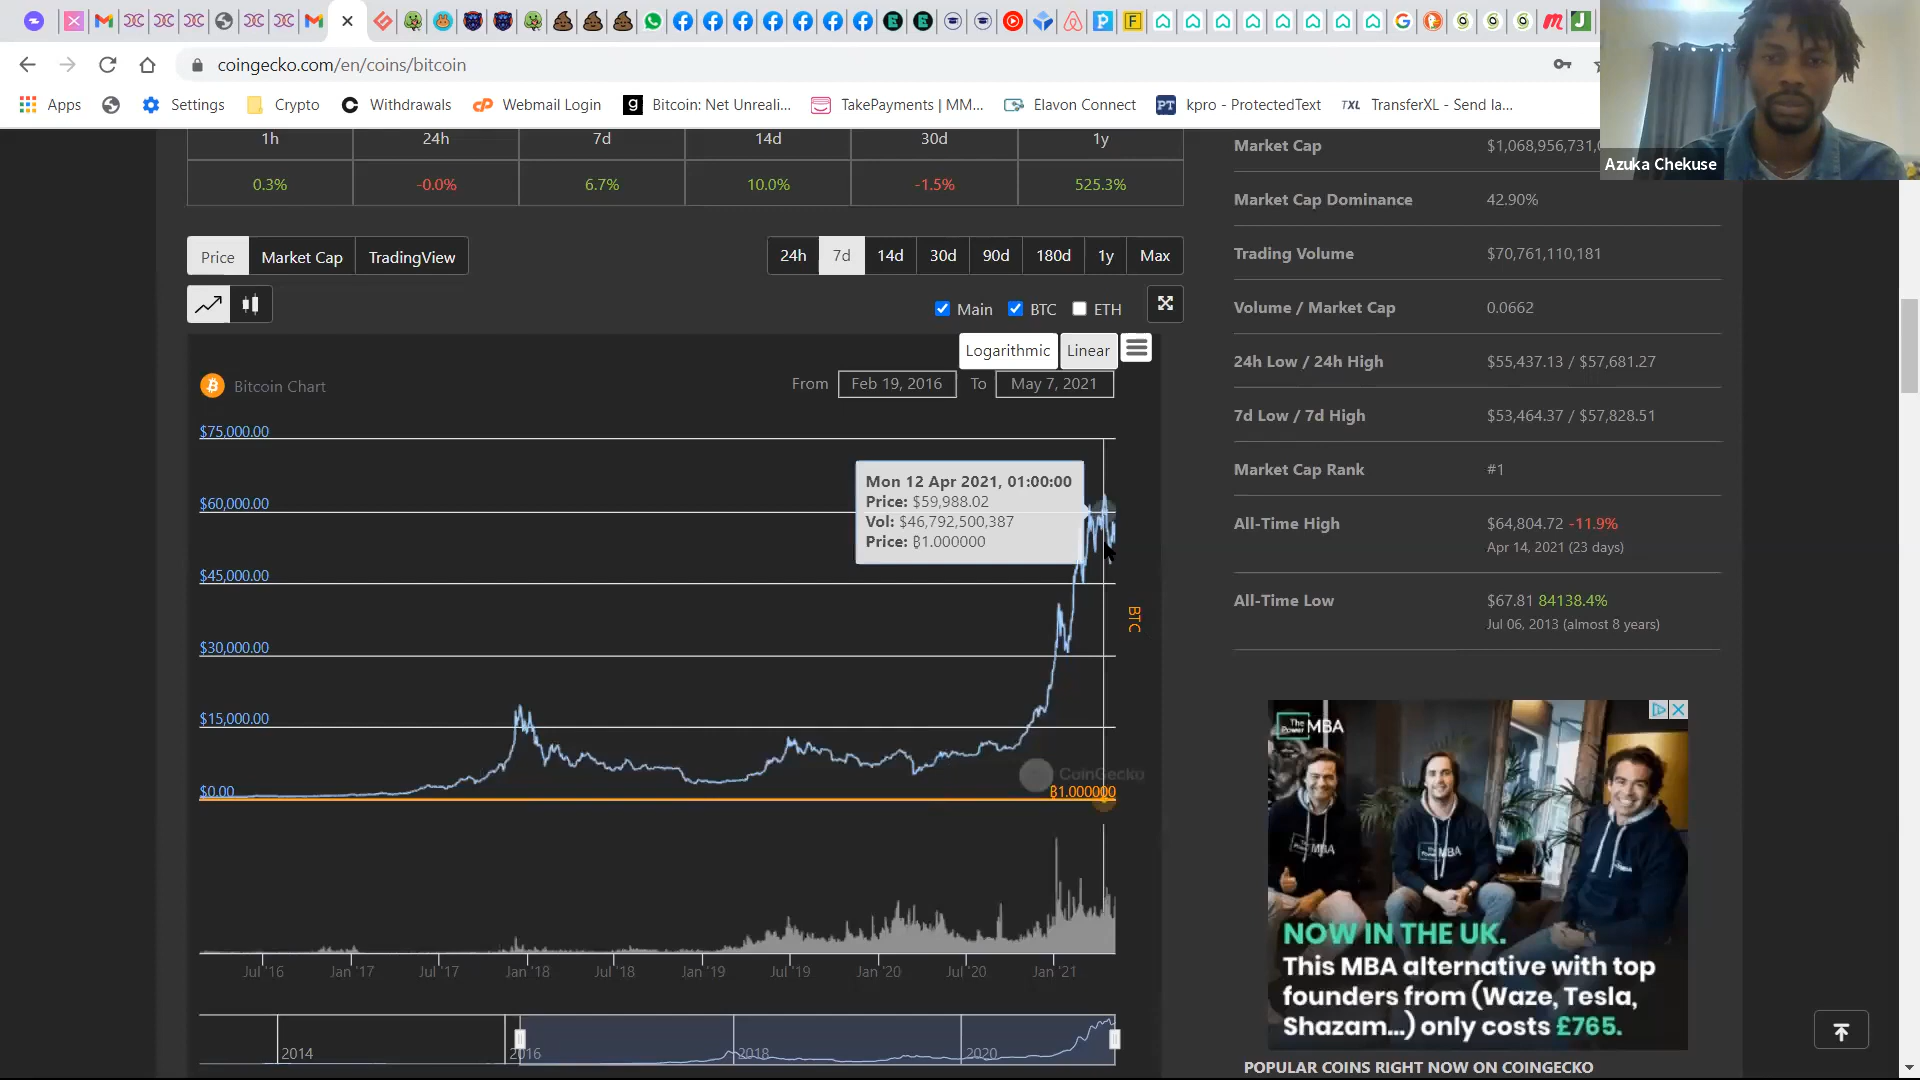 coingecko.com/en/coins/bitcoin
Apps
Settings
Crypto
Withdrawals
Webmail Login
Bitcoin: Net Unreali...
TakePayments | MM...
Elavon Connect
kpro - ProtectedText
TransferXL - Send la...
Azuka Chekuse
1h 24h 7d 14d 30d 1y
0.3% -0.0% 6.7% 10.0% -1.5% 525.3%
Price Market Cap TradingView
24h 7d 14d 30d 90d 180d 1y Max
Main BTC ETH
Logarithmic Linear
Bitcoin Chart
From Feb 19, 2016 To May 7, 2021
$75,000.00
$60,000.00
$45,000.00
$30,000.00
$15,000.00
$0.00
Mon 12 Apr 2021, 01:00:00
Price: $59,988.02
Vol: $46,792,500,387
Price: ₿1.000000
BTC
CoinGecko
₿1.000000
Jul '16 Jan '17 Jul '17 Jan '18 Jul '18 Jan '19 Jul '19 Jan '20 Jul '20 Jan '21
2014 2016 2018 2020
Market Cap $1,068,956,731,
Market Cap Dominance 42.90%
Trading Volume $70,761,110,181
Volume / Market Cap 0.0662
24h Low / 24h High $55,437.13 / $57,681.27
7d Low / 7d High $53,464.37 / $57,828.51
Market Cap Rank #1
All-Time High $64,804.72 -11.9%
Apr 14, 2021 (23 days)
All-Time Low $67.81 84138.4%
Jul 06, 2013 (almost 8 years)
The Power MBA
NOW IN THE UK.
This MBA alternative with top
founders from (Waze, Tesla,
Shazam...) only costs £765.
POPULAR COINS RIGHT NOW ON COINGECKO